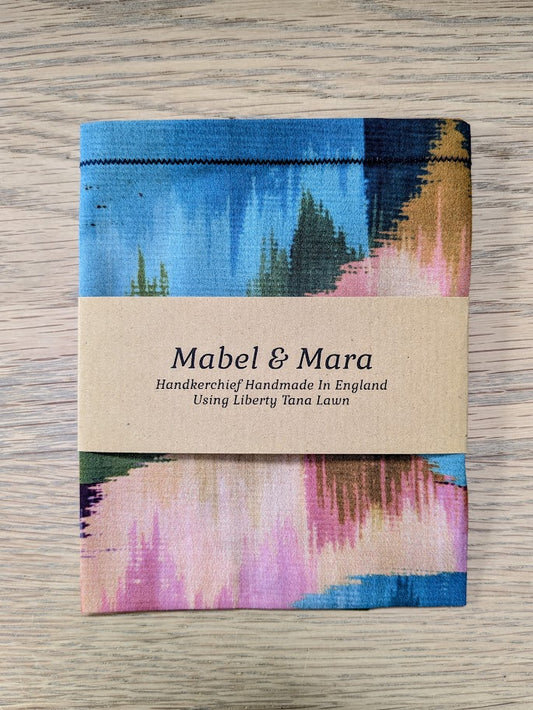 Mabel & Mara
Handkerchief Handmade In England
Using Liberty Tana Lawn